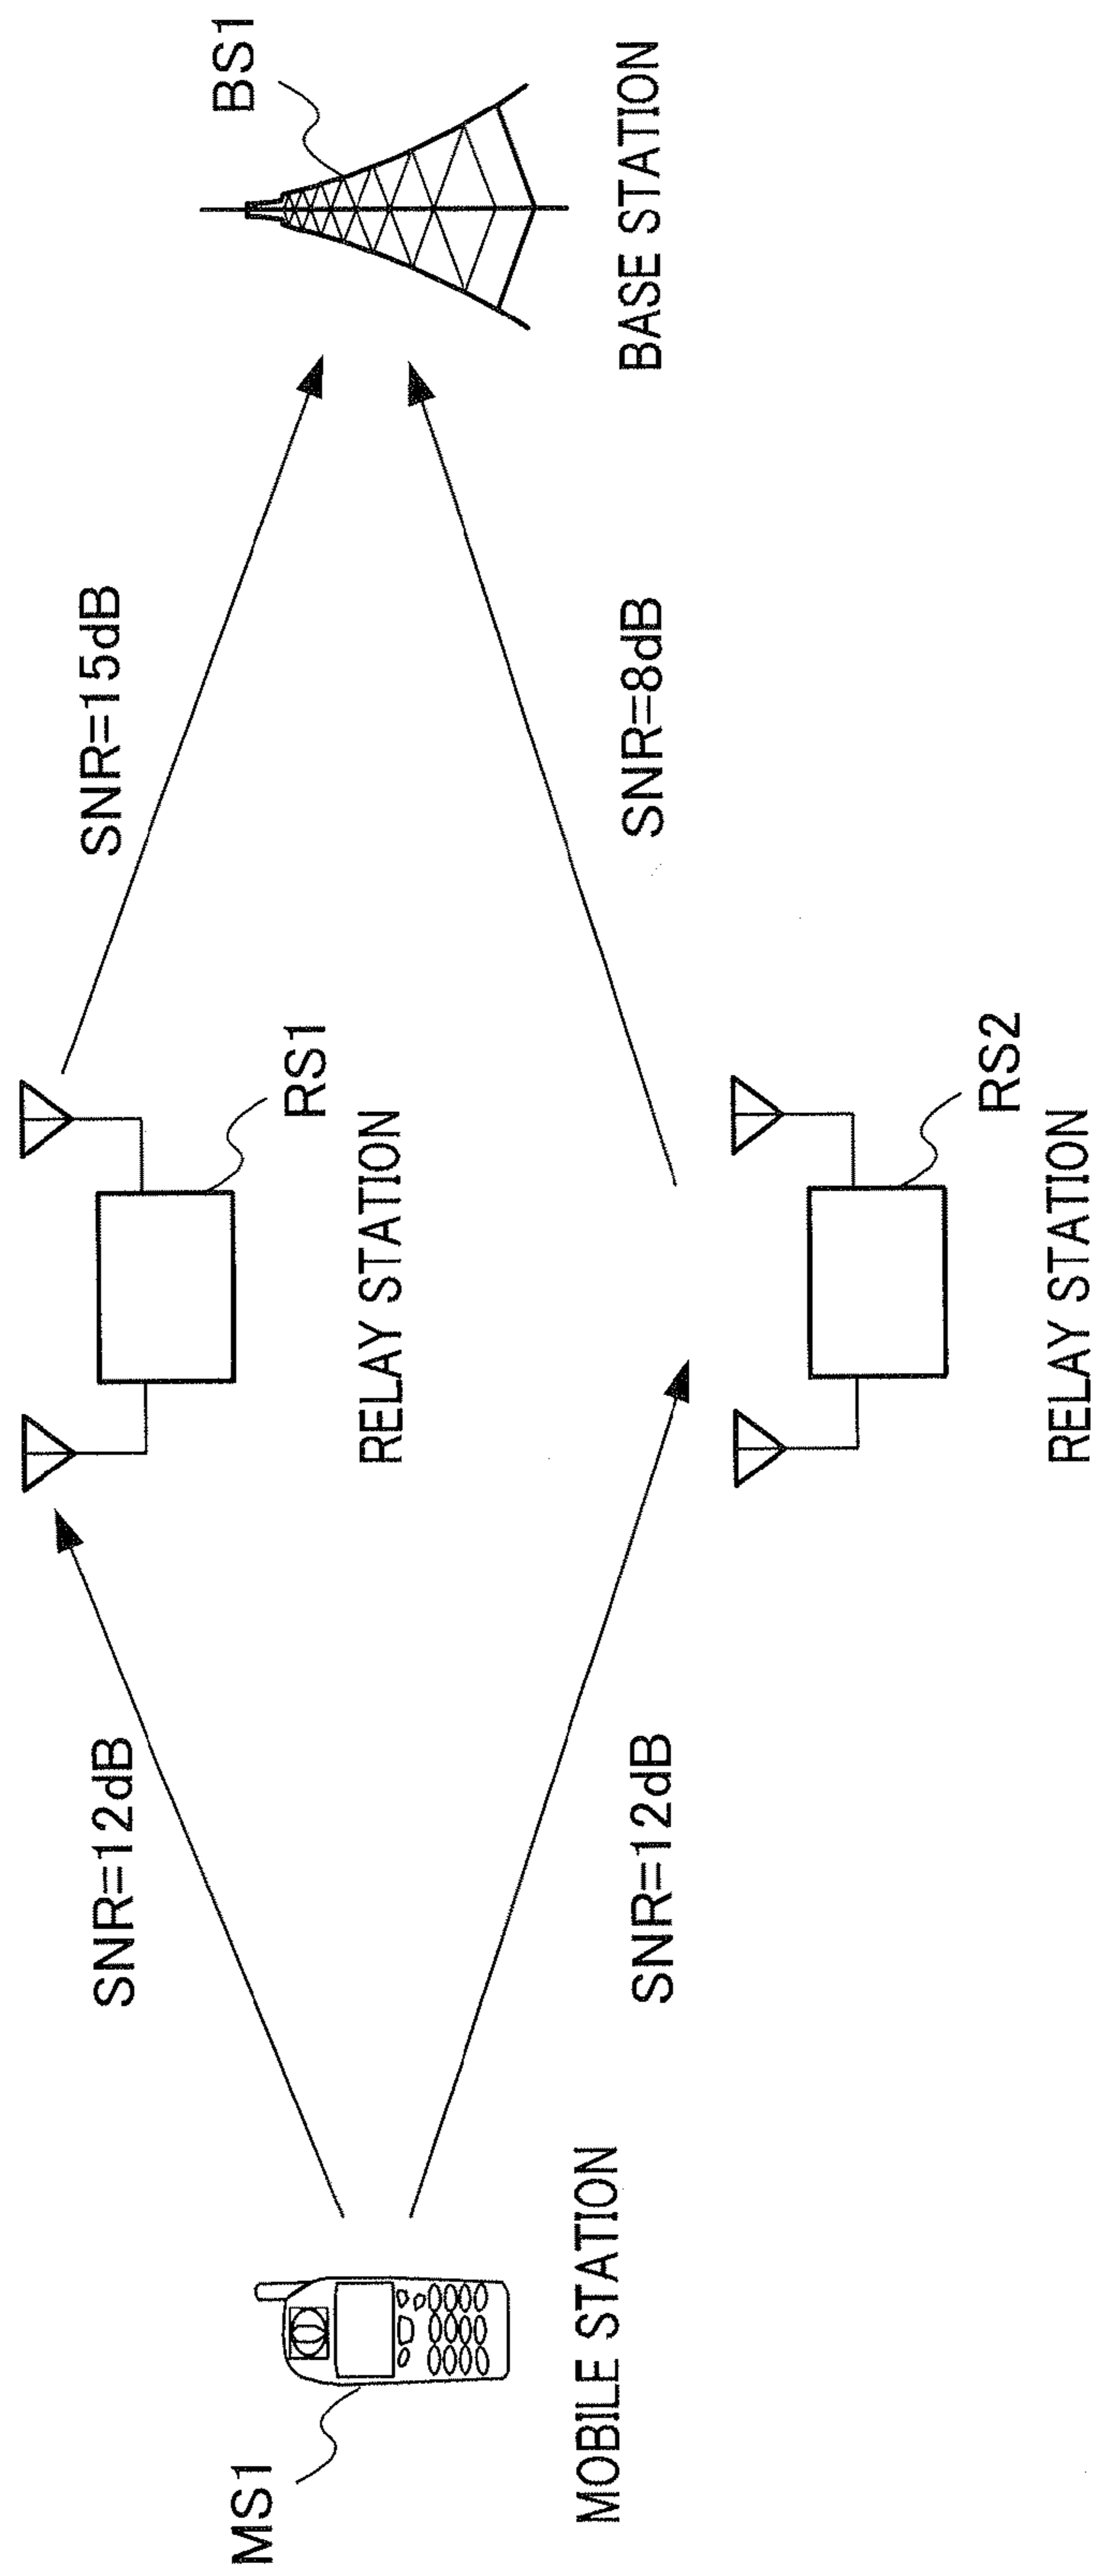 SNR=12dB
SNR=15dB
BS1
RS1
RELAY STATION
MS1
MOBILE STATION
BASE STATION
SNR=12dB
SNR=8dB
RS2
RELAY STATION